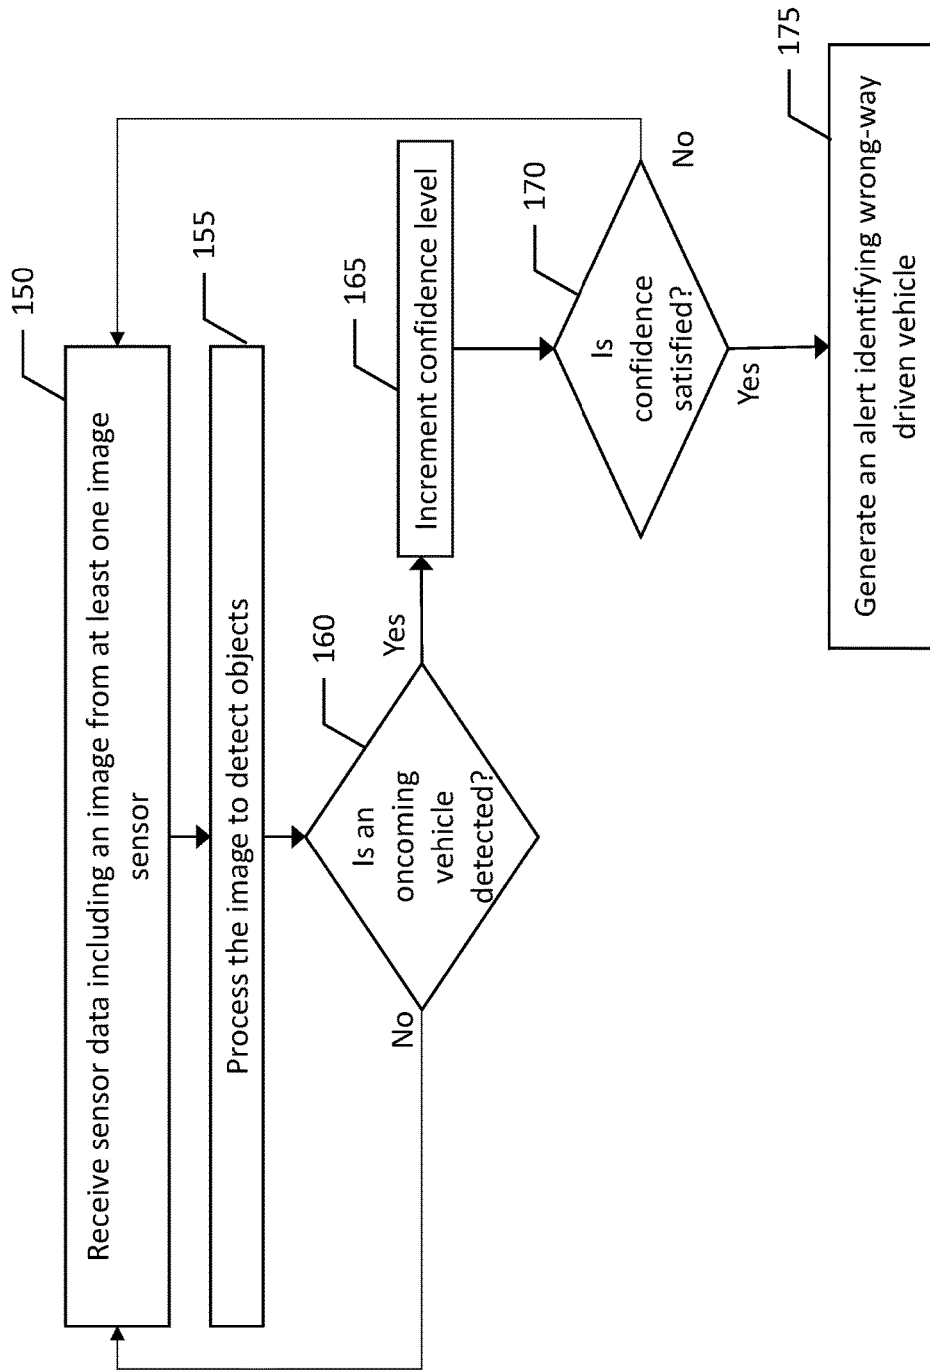 150
Receive sensor data including an image from at least one image
sensor
155
Process the image to detect objects
160
Is an
oncoming
vehicle
detected?
No
Yes
165
Increment confidence level
170
Is
confidence
satisfied?
No
Yes
175
Generate an alert identifying wrong-way
driven vehicle